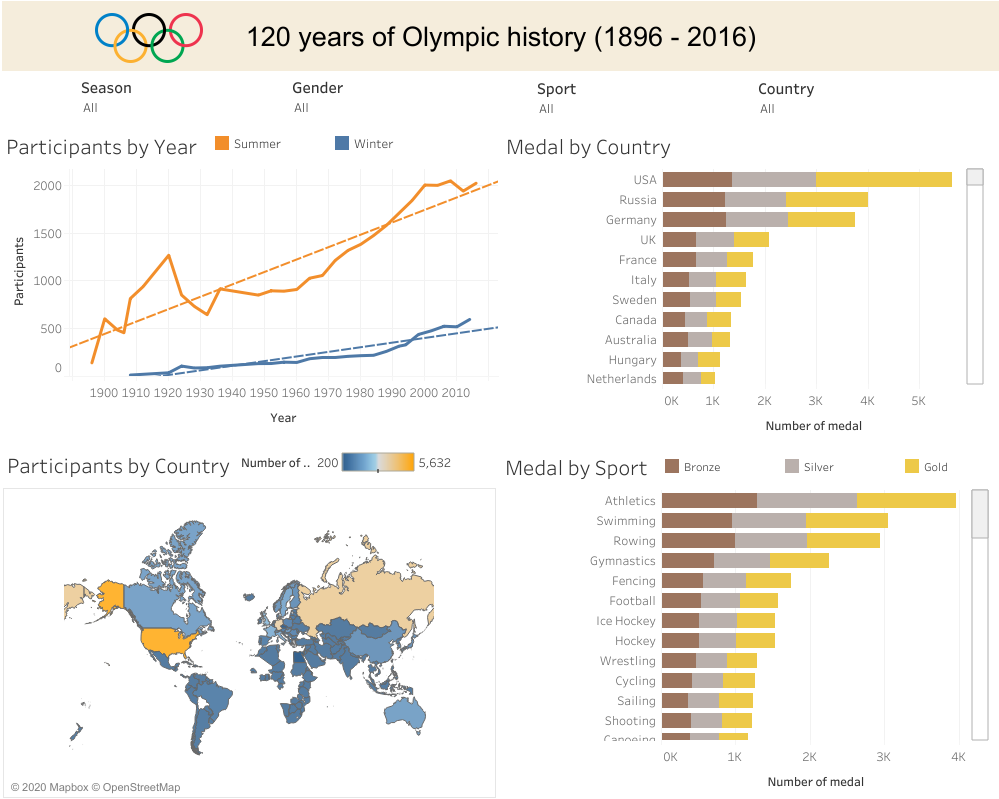 120 years of Olympic history (1896 - 2016)
Season Gender Sport Country
All All All All
Participants by Year Summer Winter
2000
1500
1000
500
0
Participants
1900 1910 1920 1930 1940 1950 1960 1970 1980 1990 2000 2010
Year
Medal by Country
USA
Russia
Germany
UK
France
Italy
Sweden
Canada
Australia
Hungary
Netherlands
0K 1K 2K 3K 4K 5K
Number of medal
Participants by Country Number of .. 200 5,632
© 2020 Mapbox © OpenStreetMap
Medal by Sport Bronze Silver Gold
Athletics
Swimming
Rowing
Gymnastics
Fencing
Football
Ice Hockey
Hockey
Wrestling
Cycling
Sailing
Shooting
Canoeing
0K 1K 2K 3K 4K
Number of medal